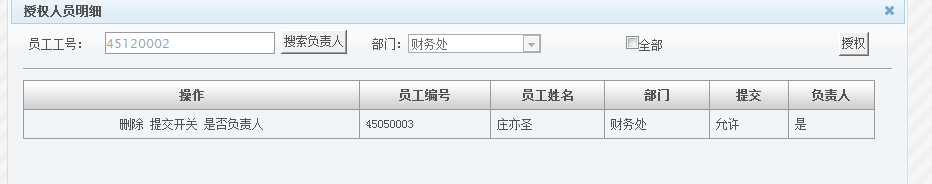 授权人员明细
员工工号： 45120002 搜索负责人 部门： 财务处 全部 授权
操作 员工编号 员工姓名 部门 提交 负责人
删除 提交开关 是否负责人 45050003 庄亦圣 财务处 允许 是